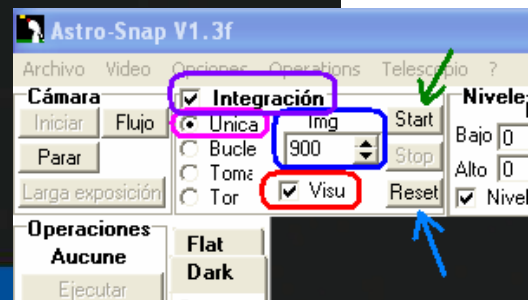 Astro-Snap V1.3f
Archivo Video Opciones Operations Telescopio ?
Cámara
Iniciar Flujo
Parar
Larga exposición
Integración
Unica
Bucle
Toma
Tor
Img
900
Visu
Start
Stop
Reset
Nivele
Bajo 0
Alto 0
Nivel
Operaciones
Aucune
Ejecutar
Flat
Dark